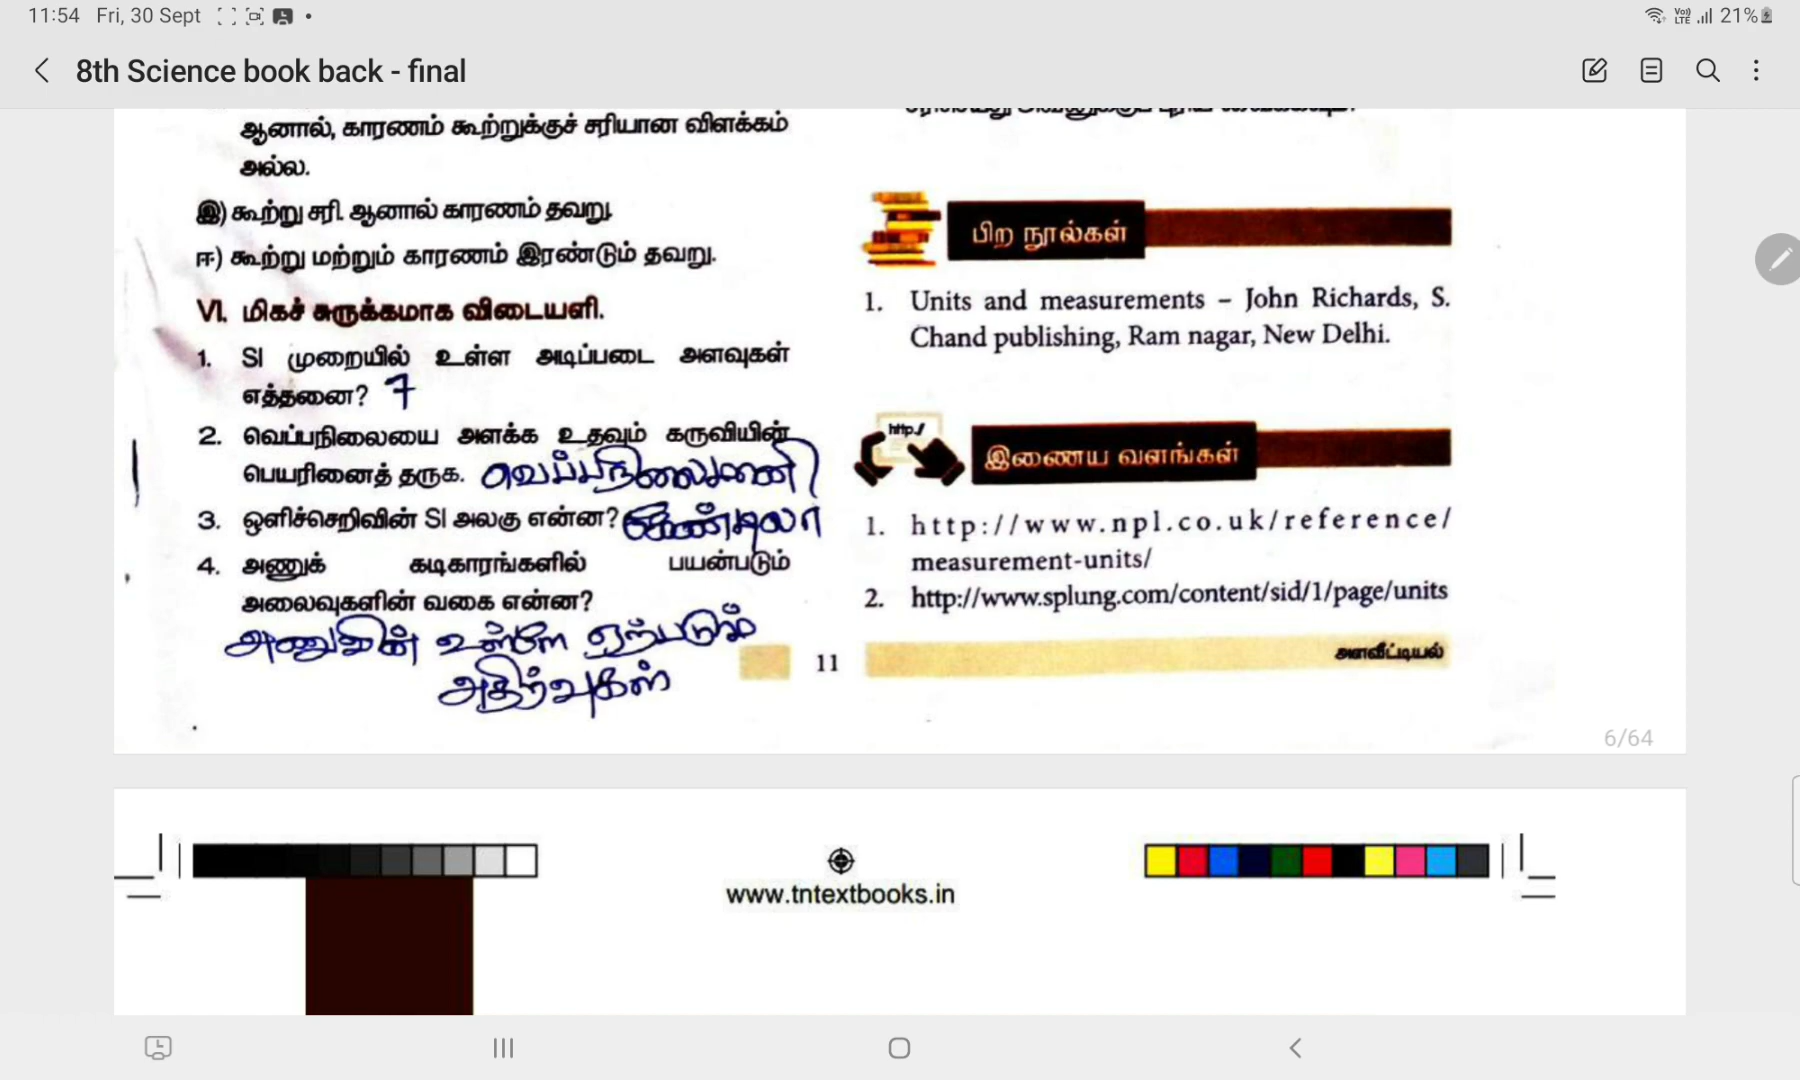 11:54 Fri, 30 Sept
21%
8th Science book back - final
ஆனால், காரணம் கூற்றுக்குச் சரியான விளக்கம்
அல்ல.
இ) கூற்று சரி. ஆனால் காரணம் தவறு.
ஈ) கூற்று மற்றும் காரணம் இரண்டும் தவறு.
VI. மிகச் சுருக்கமாக விடையளி.
1. SI முறையில் உள்ள அடிப்படை அளவுகள்
எத்தனை? 7
2. வெப்பநிலையை அளக்க உதவும் கருவியின்
பெயரினைத் தருக. வெப்பநிலைமானி
3. ஒளிச்செறிவின் SI அலகு என்ன? கேண்டிலா
4. அணுக் கடிகாரங்களில் பயன்படும்
அலைவுகளின் வகை என்ன?
அணுவின் உள்ளே ஏற்படும்
அதிர்வுகள்
பிற நூல்கள்
1. Units and measurements – John Richards, S.
Chand publishing, Ram nagar, New Delhi.
http://
இணைய வளங்கள்
1. http://www.npl.co.uk/reference/
measurement-units/
2. http://www.splung.com/content/sid/1/page/units
11
அளவீட்டியல்
6/64
www.tntextbooks.in